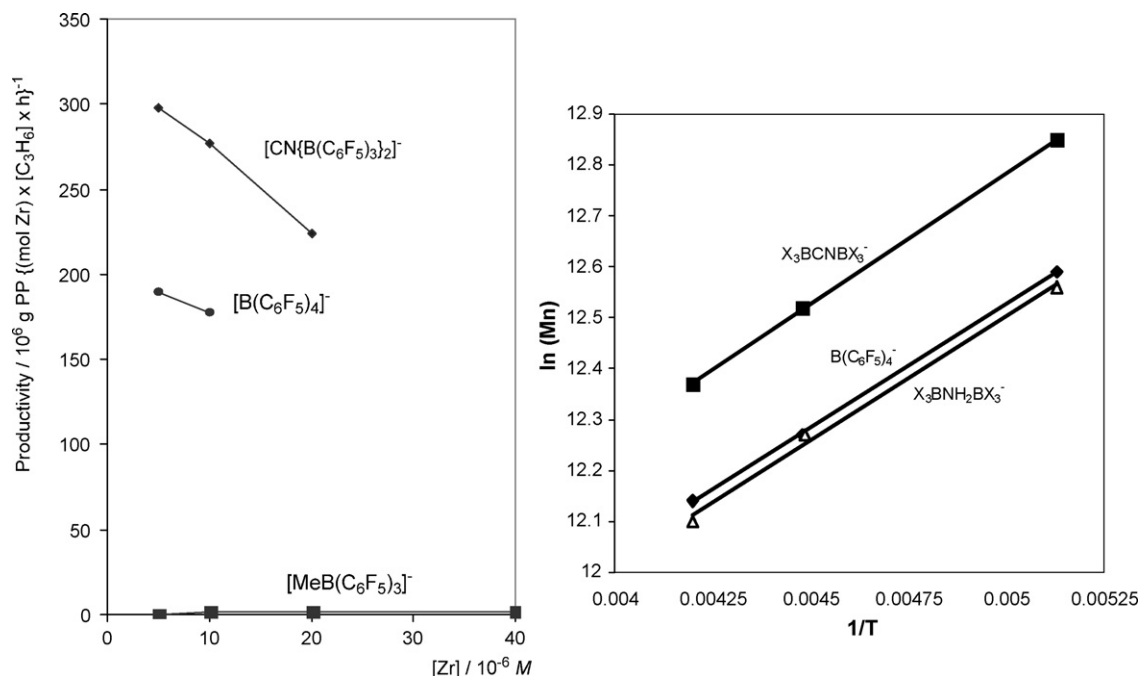 Productivity / 10⁶ g PP {(mol Zr) x [C₃H₆] x h}⁻¹
350
300
250
200
150
100
50
0
[CN{B(C₆F₅)₃}₂]⁻
[B(C₆F₅)₄]⁻
[MeB(C₆F₅)₃]⁻
0 10 20 30 40
[Zr] / 10⁻⁶ M
ln (Mn)
12.9
12.8
12.7
12.6
12.5
12.4
12.3
12.2
12.1
12
X₃BCNBX₃⁻
B(C₆F₅)₄⁻
X₃BNH₂BX₃⁻
0.004 0.00425 0.0045 0.00475 0.005 0.00525
1/T